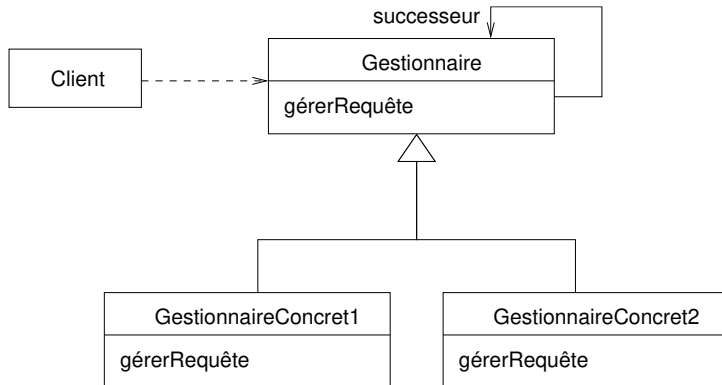 successeur
Client
Gestionnaire
gérerRequête
GestionnaireConcret1
gérerRequête
GestionnaireConcret2
gérerRequête